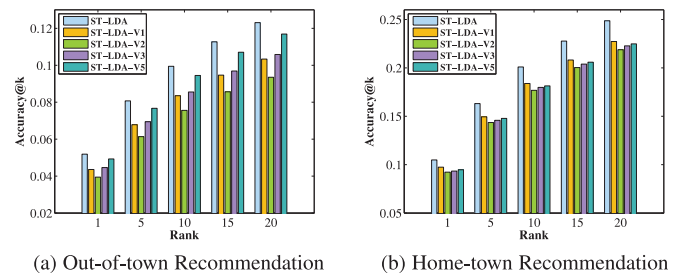 ST-LDA
ST-LDA-V1
ST-LDA-V2
ST-LDA-V3
ST-LDA-V5
Accuracy@k
0.12
0.1
0.08
0.06
0.04
0.02
1 5 10 15 20
Rank
(a) Out-of-town Recommendation
ST-LDA
ST-LDA-V1
ST-LDA-V2
ST-LDA-V3
ST-LDA-V5
Accuracy@k
0.25
0.2
0.15
0.1
0.05
1 5 10 15 20
Rank
(b) Home-town Recommendation